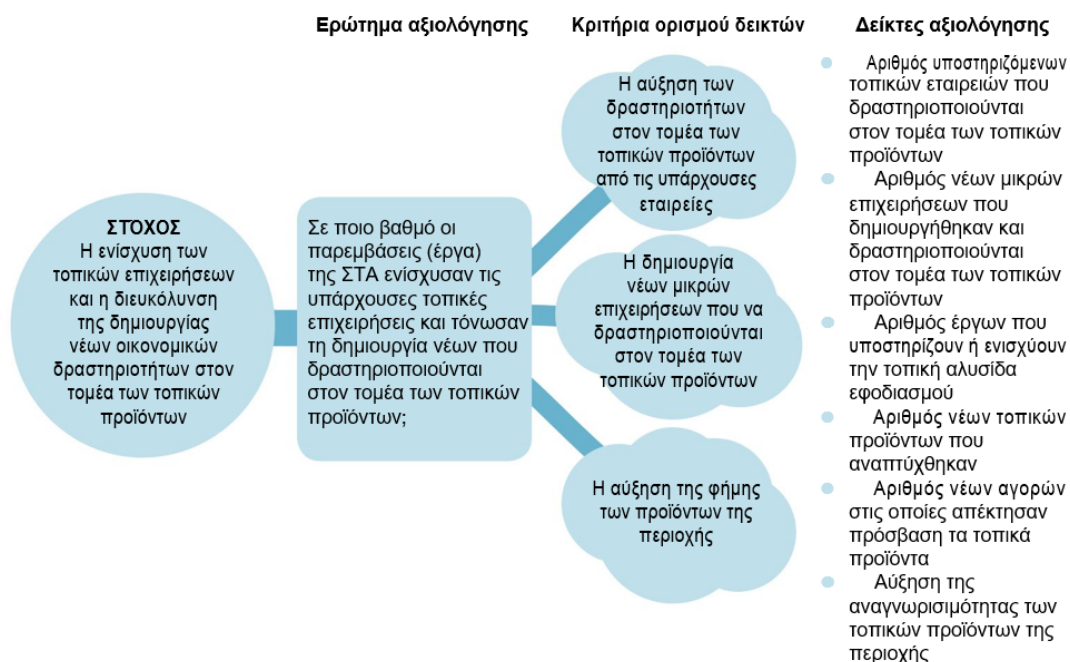 Ερώτημα αξιολόγησης
Κριτήρια ορισμού δεικτών
Δείκτες αξιολόγησης
ΣΤΌΧΟΣ
Η ενίσχυση των
τοπικών επιχειρήσεων
και η διευκόλυνση
της δημιουργίας
νέων οικονομικών
δραστηριοτήτων στον
τομέα των τοπικών
προϊόντων
Σε ποιο βαθμό οι
παρεμβάσεις (έργα)
της ΣΤΑ ενίσχυσαν τις
υπάρχουσες τοπικές
επιχειρήσεις και τόνωσαν
τη δημιουργία νέων που
δραστηριοποιούνται
στον τομέα των τοπικών
προϊόντων;
Η αύξηση των
δραστηριοτήτων
στον τομέα των
τοπικών προϊόντων
από τις υπάρχουσες
εταιρείες
Η δημιουργία
νέων μικρών
επιχειρήσεων που να
δραστηριοποιούνται
στον τομέα των
τοπικών προϊόντων
Η αύξηση της φήμης
των προϊόντων της
περιοχής
Αριθμός υποστηριζόμενων
τοπικών εταιρειών που
δραστηριοποιούνται
στον τομέα των τοπικών
προϊόντων
Αριθμός νέων μικρών
επιχειρήσεων που
δημιουργήθηκαν και
δραστηριοποιούνται
στον τομέα των τοπικών
προϊόντων
Αριθμός έργων που
υποστηρίζουν ή ενισχύουν
την τοπική αλυσίδα
εφοδιασμού
Αριθμός νέων τοπικών
προϊόντων που
αναπτύχθηκαν
Αριθμός νέων αγορών
στις οποίες απέκτησαν
πρόσβαση τα τοπικά
προϊόντα
Αύξηση της
αναγνωρισιμότητας των
τοπικών προϊόντων της
περιοχής